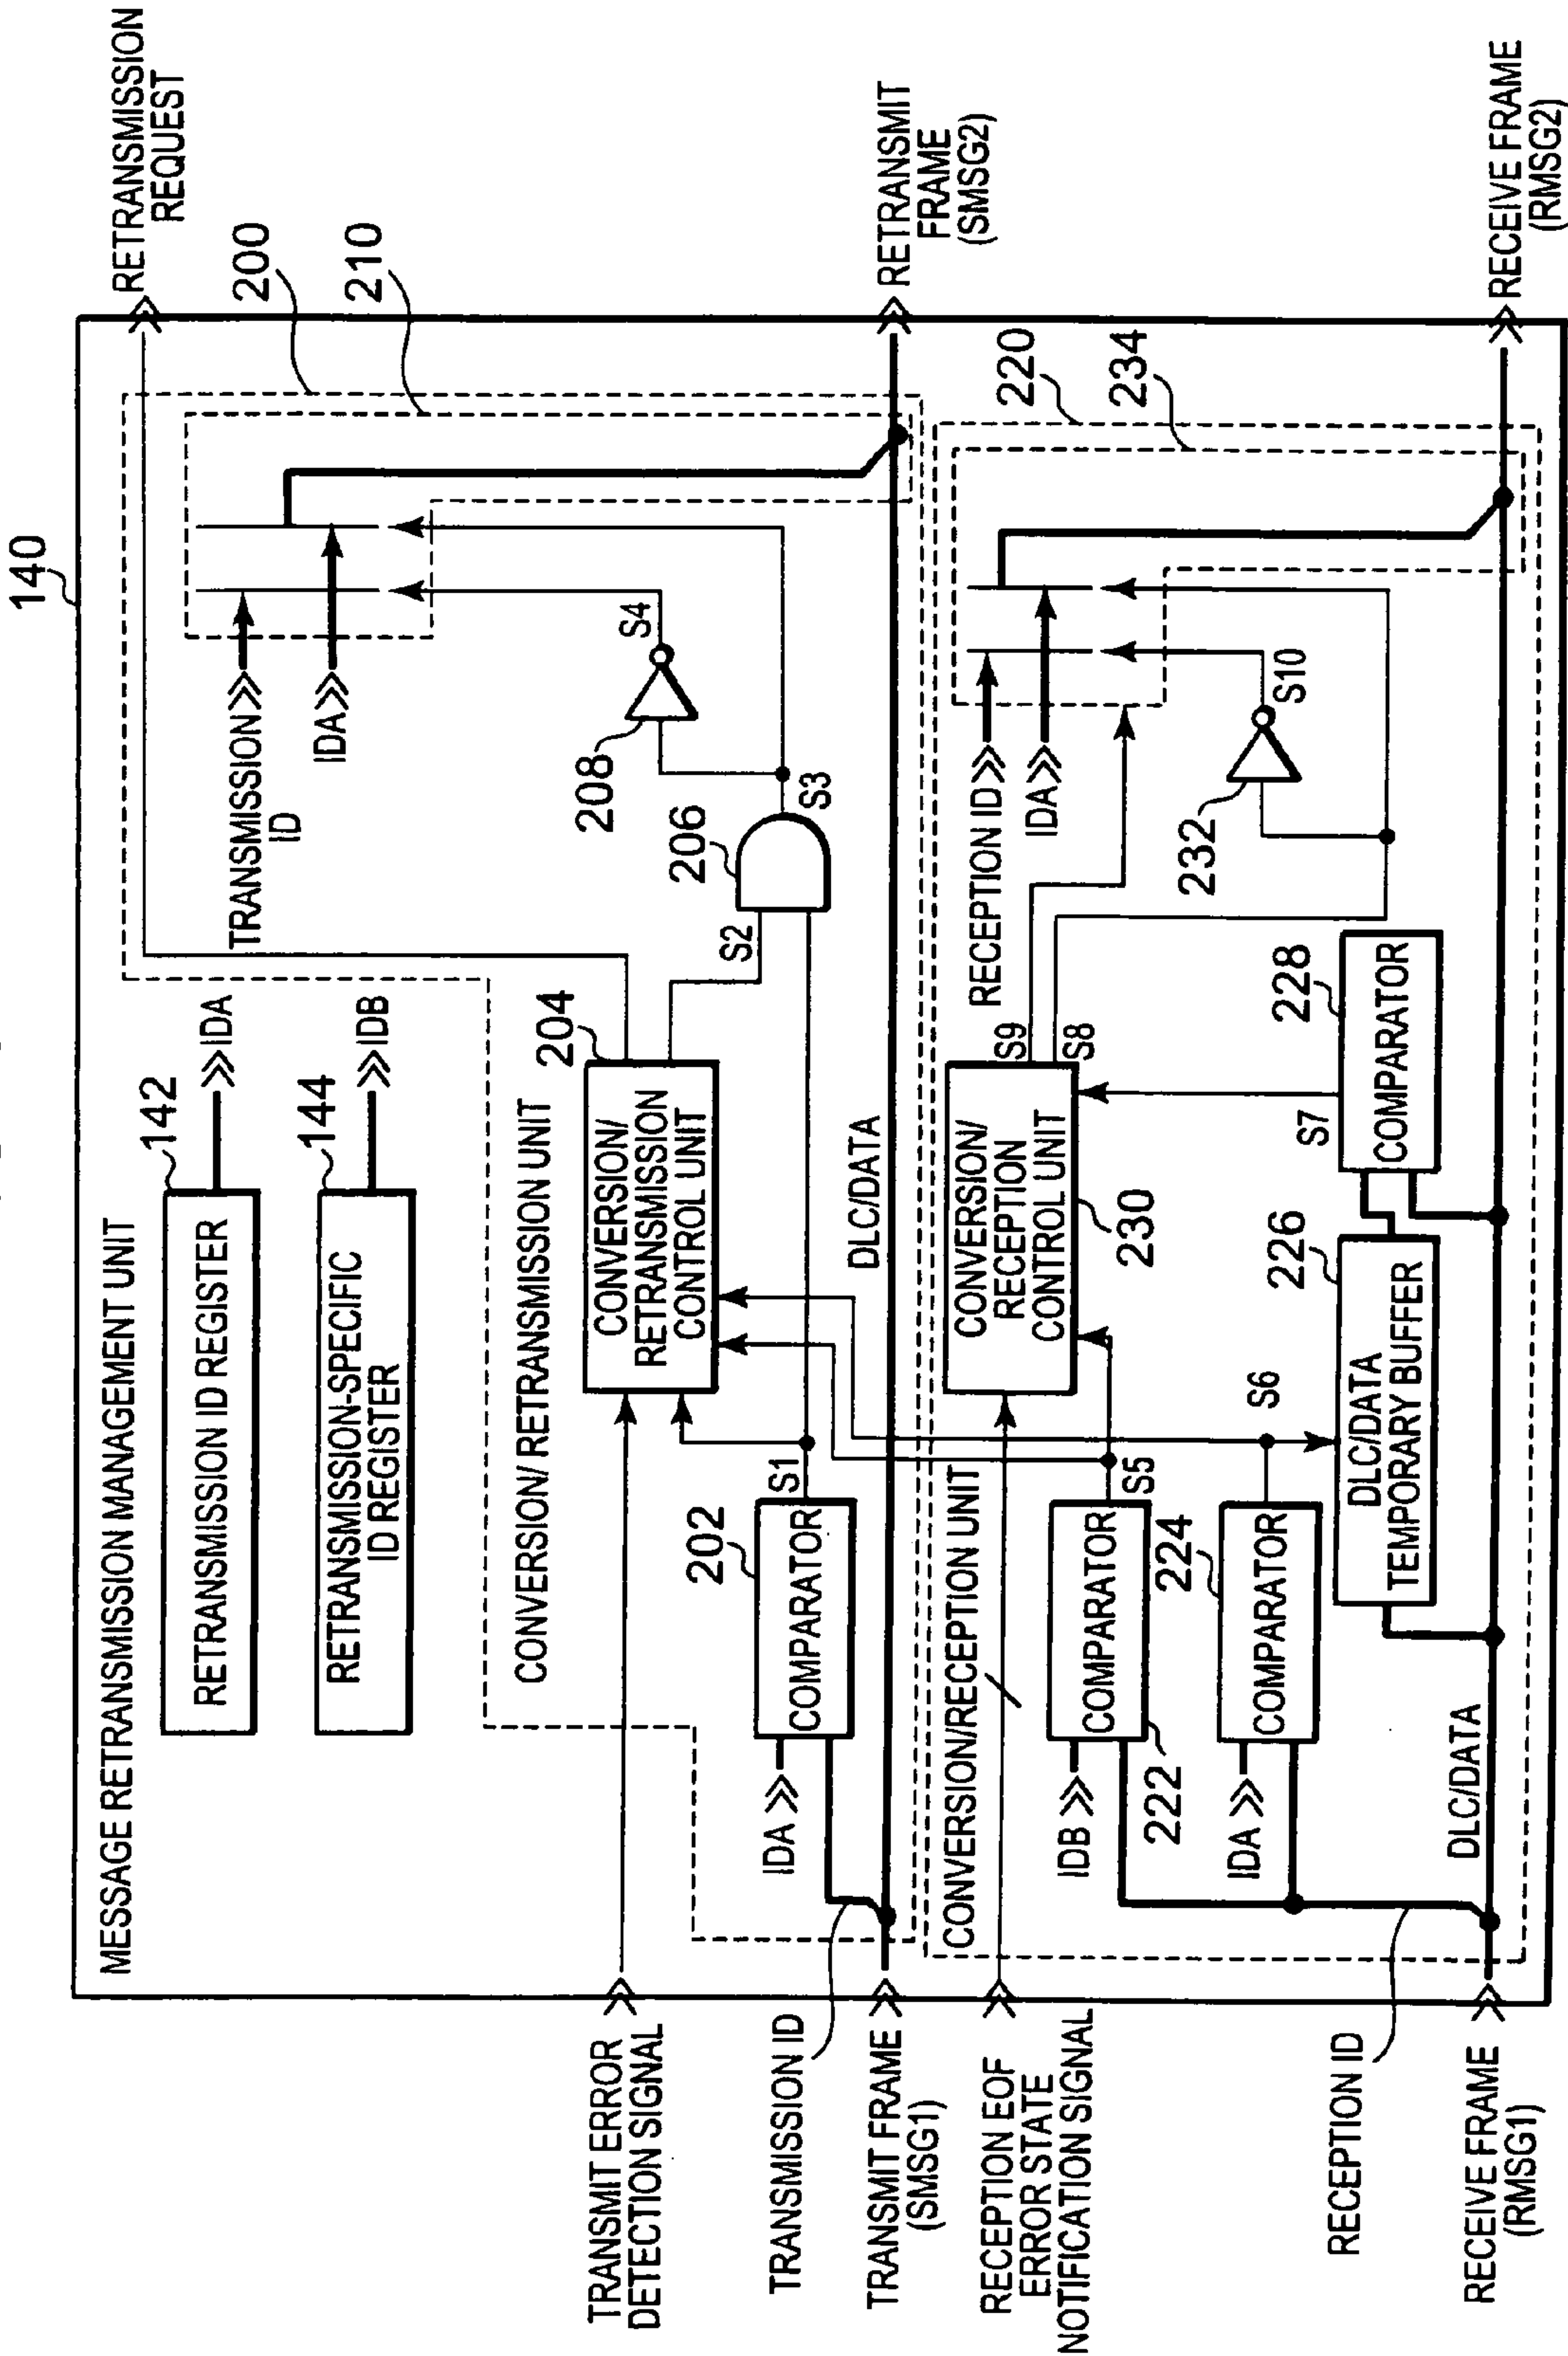 140
MESSAGE RETRANSMISSION MANAGEMENT UNIT
142
RETRANSMISSION ID REGISTER
IDA
144
RETRANSMISSION-SPECIFIC
ID REGISTER
IDB
RETRANSMISSION
REQUEST
200
210
TRANSMISSION
ID
IDA
CONVERSION/ RETRANSMISSION UNIT
204
CONVERSION/
RETRANSMISSION
CONTROL UNIT
S2
206
S3
208
S4
TRANSMIT ERROR
DETECTION SIGNAL
202
COMPARATOR
S1
IDA
TRANSMISSION ID
TRANSMIT FRAME
(SMSG1)
DLC/DATA
RETRANSMIT
FRAME
(SMSG2)
220
234
CONVERSION/RECEPTION UNIT
RECEPTION EOF
ERROR STATE
NOTIFICATION SIGNAL
CONVERSION/
RECEPTION
CONTROL UNIT
230
S9
S8
RECEPTION ID
IDA
232
S10
IDB
COMPARATOR
222
S5
224
IDA
COMPARATOR
S6
226
DLC/DATA
TEMPORARY BUFFER
228
COMPARATOR
S7
RECEPTION ID
DLC/DATA
RECEIVE FRAME
(RMSG1)
RECEIVE FRAME
(RMSG2)